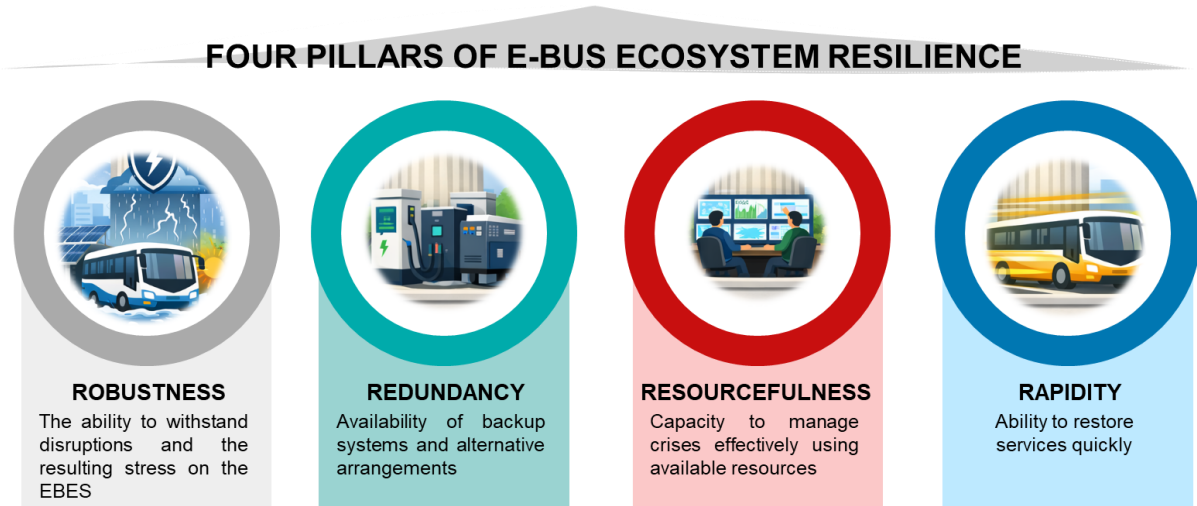 FOUR PILLARS OF E-BUS ECOSYSTEM RESILIENCE
ROBUSTNESS
The ability to withstand
disruptions and the
resulting stress on the
EBES
REDUNDANCY
Availability of backup
systems and alternative
arrangements
RESOURCEFULNESS
Capacity to manage
crises effectively using
available resources
RAPIDITY
Ability to restore
services quickly